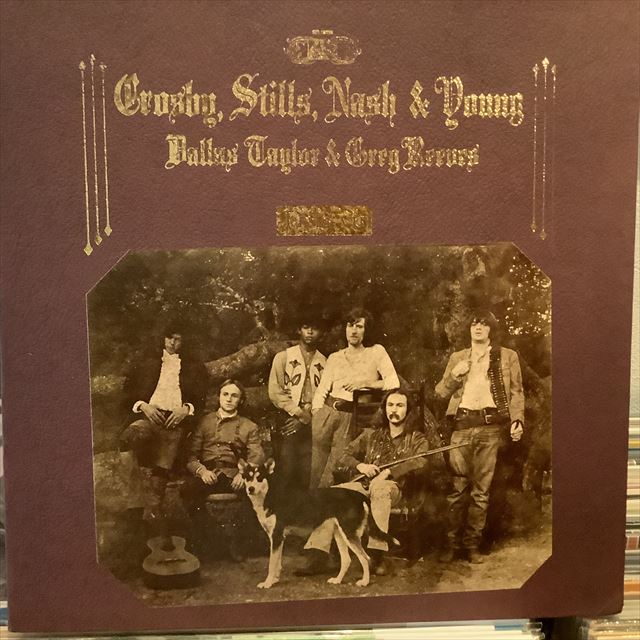 Crosby, Stills, Nash & Young
Dallas Taylor & Greg Reeves